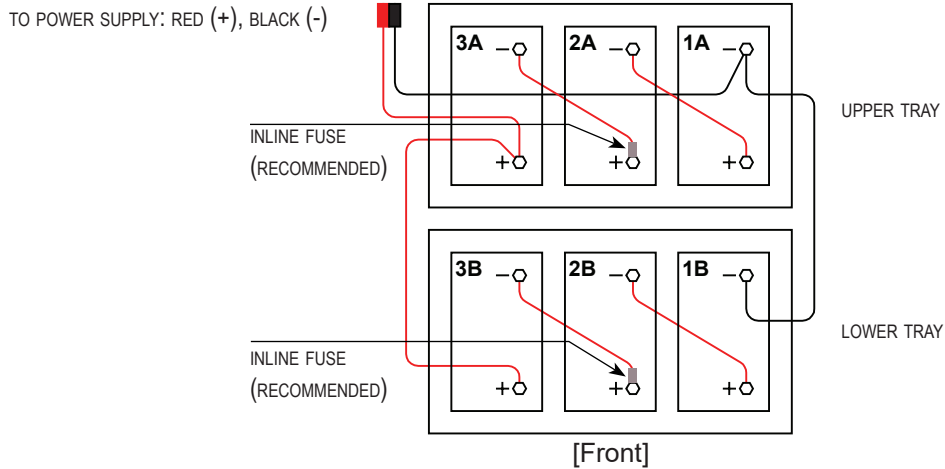 TO POWER SUPPLY: RED (+), BLACK (-)
3A
2A
1A
UPPER TRAY
INLINE FUSE
(RECOMMENDED)
3B
2B
1B
LOWER TRAY
INLINE FUSE
(RECOMMENDED)
[Front]